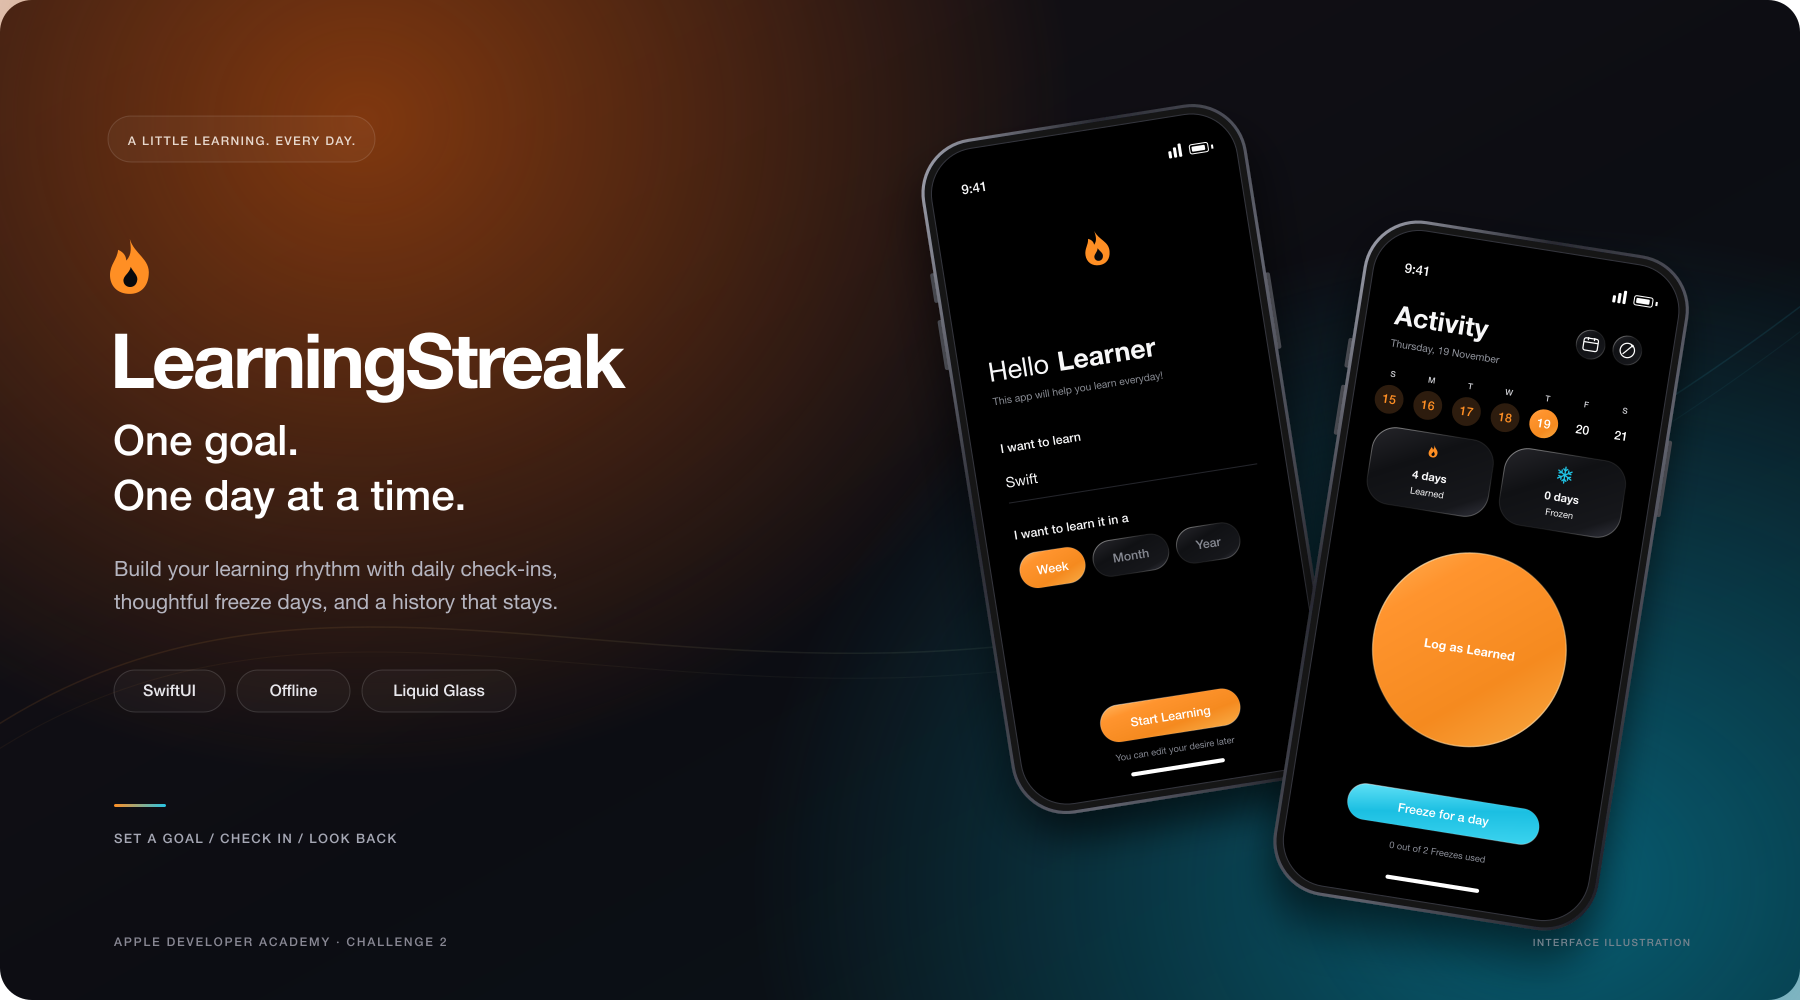 A LITTLE LEARNING. EVERY DAY.
LearningStreak
One goal.
One day at a time.
Build your learning rhythm with daily check-ins,
thoughtful freeze days, and a history that stays.
SwiftUI
Offline
Liquid Glass
SET A GOAL / CHECK IN / LOOK BACK
APPLE DEVELOPER ACADEMY · CHALLENGE 2
9:41
Hello Learner
This app will help you learn everyday!
I want to learn
Swift
I want to learn it in a
Week
Month
Year
Start Learning
You can edit your desire later
9:41
Activity
Thursday, 19 November
S M T W T F S
15 16 17 18 19 20 21
4 days
Learned
0 days
Frozen
Log as Learned
Freeze for a day
0 out of 2 Freezes used
INTERFACE ILLUSTRATION